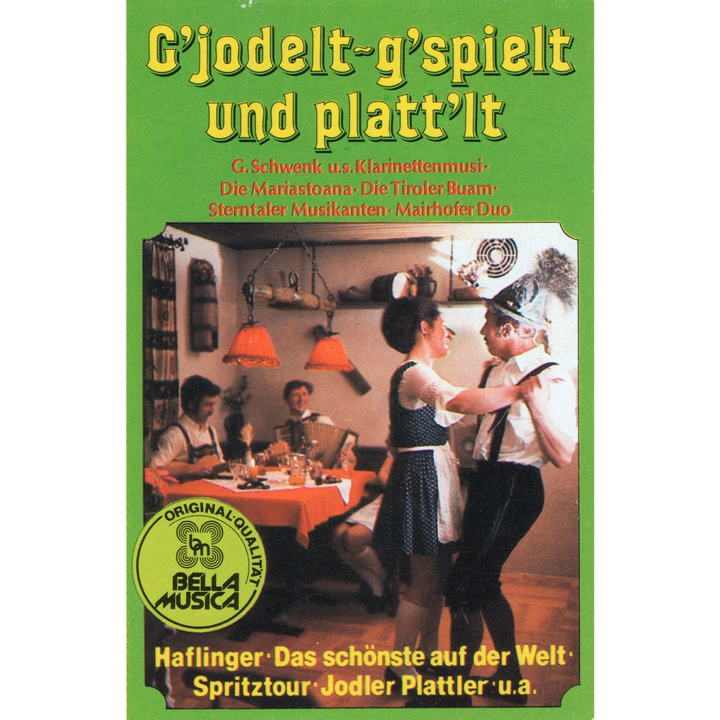 G'jodelt~g'spielt
und platt'lt
G. Schwenk u.s. Klarinettenmusi·
Die Mariastoana · Die Tiroler Buam·
Sterntaler Musikanten · Mairhofer Duo
ORIGINAL·QUALITÄT
bm
BELLA
MUSICA
Haflinger · Das schönste auf der Welt·
Spritztour · Jodler Plattler · u.a.